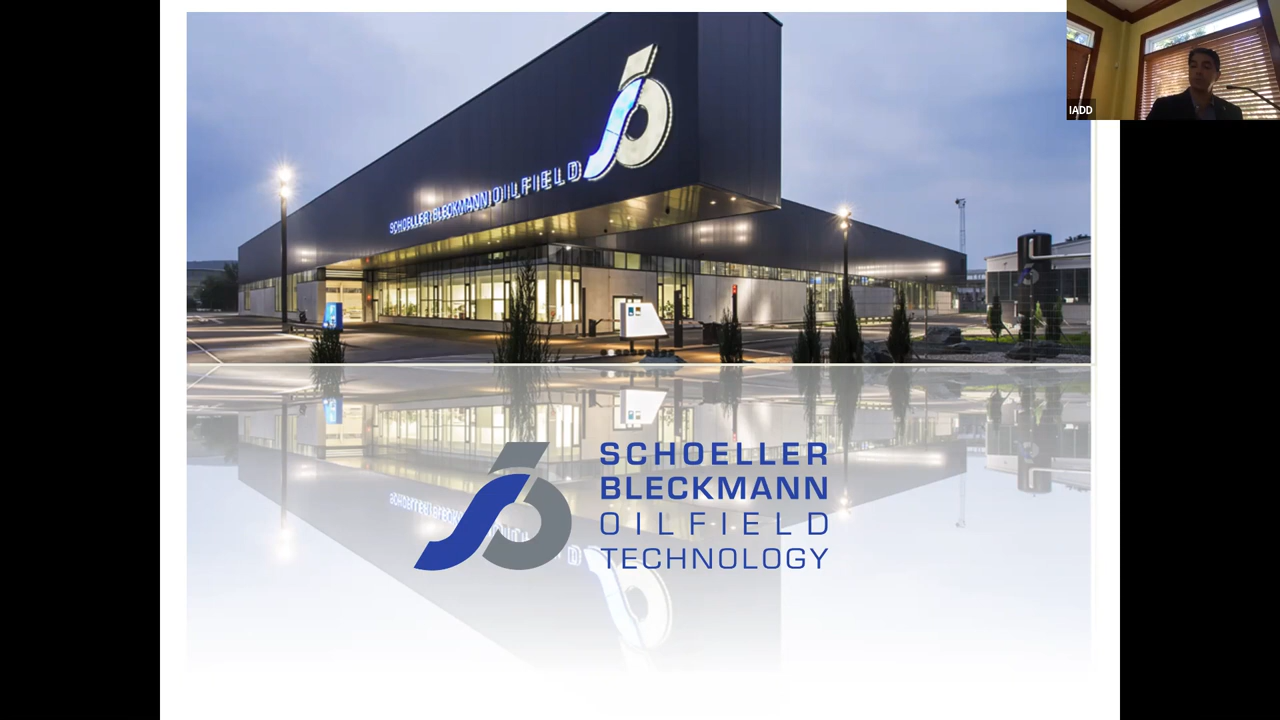 SCHOELLER BLECKMANN OILFIELD
IADD
SCHOELLER
BLECKMANN
OILFIELD
TECHNOLOGY